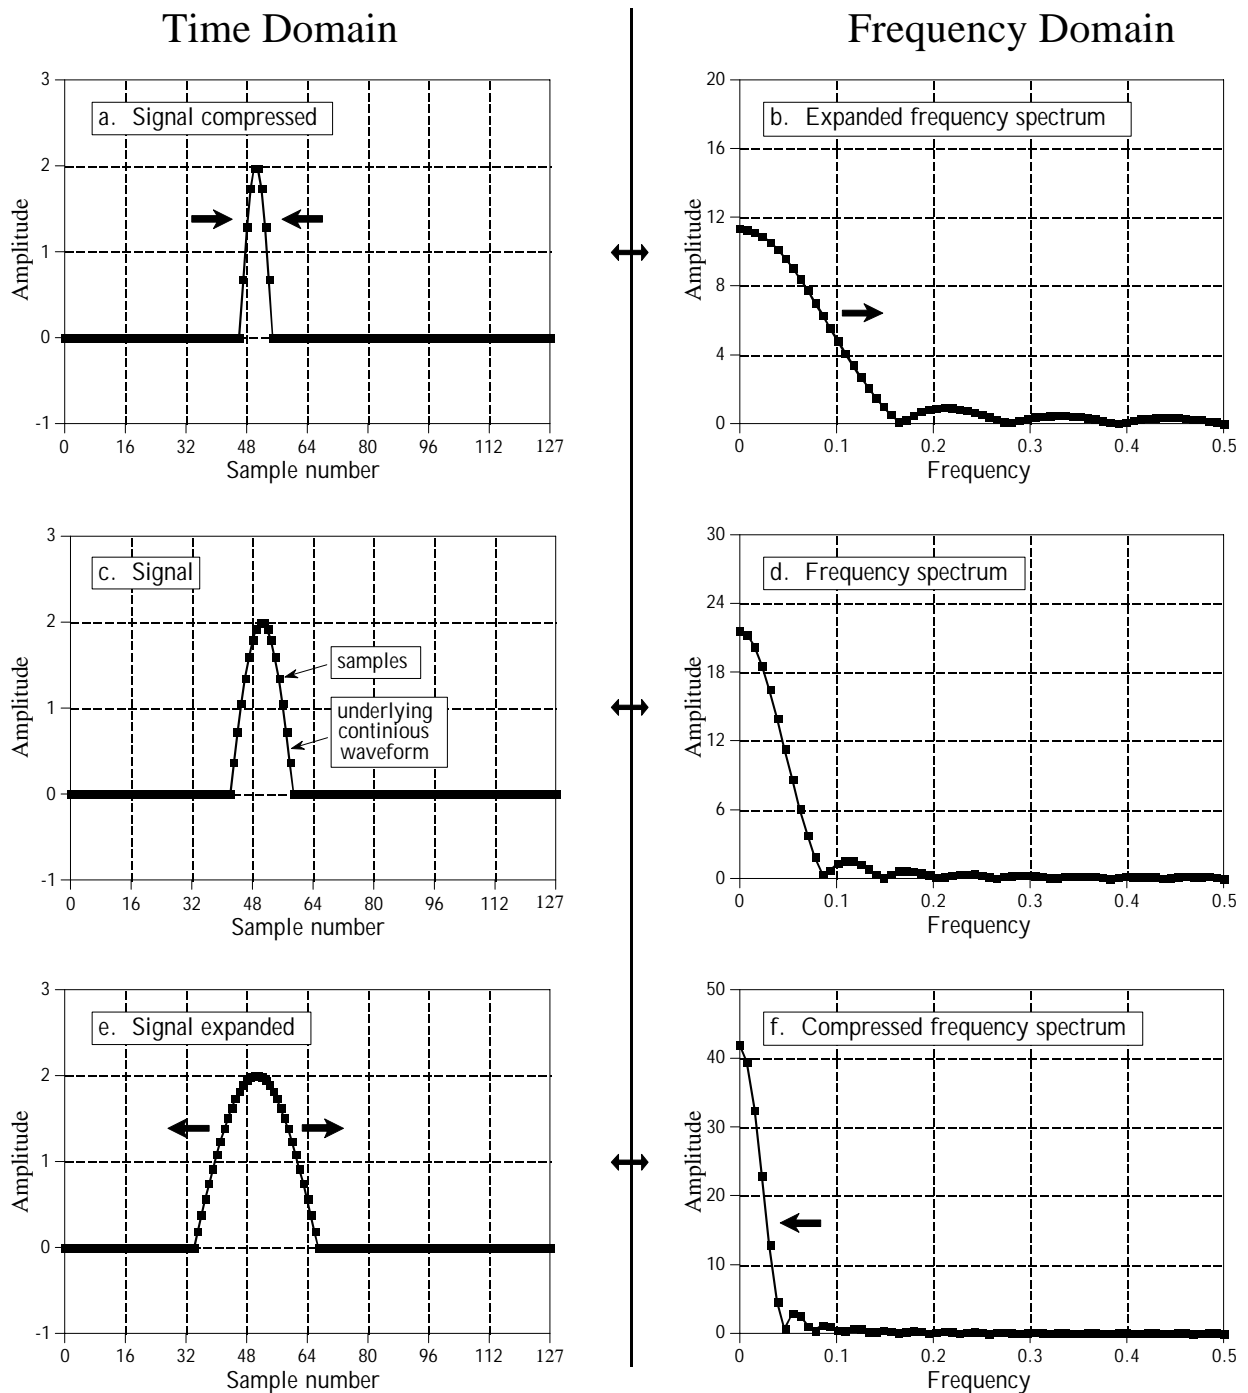 Time Domain
Frequency Domain
3
2
1
0
-1
Amplitude
a. Signal compressed
0 16 32 48 64 80 96 112 127
Sample number
20
16
12
8
4
0
Amplitude
b. Expanded frequency spectrum
0 0.1 0.2 0.3 0.4 0.5
Frequency
3
2
1
0
-1
Amplitude
c. Signal
samples
underlying
continious
waveform
0 16 32 48 64 80 96 112 127
Sample number
30
24
18
12
6
0
Amplitude
d. Frequency spectrum
0 0.1 0.2 0.3 0.4 0.5
Frequency
3
2
1
0
-1
Amplitude
e. Signal expanded
0 16 32 48 64 80 96 112 127
Sample number
50
40
30
20
10
0
Amplitude
f. Compressed frequency spectrum
0 0.1 0.2 0.3 0.4 0.5
Frequency